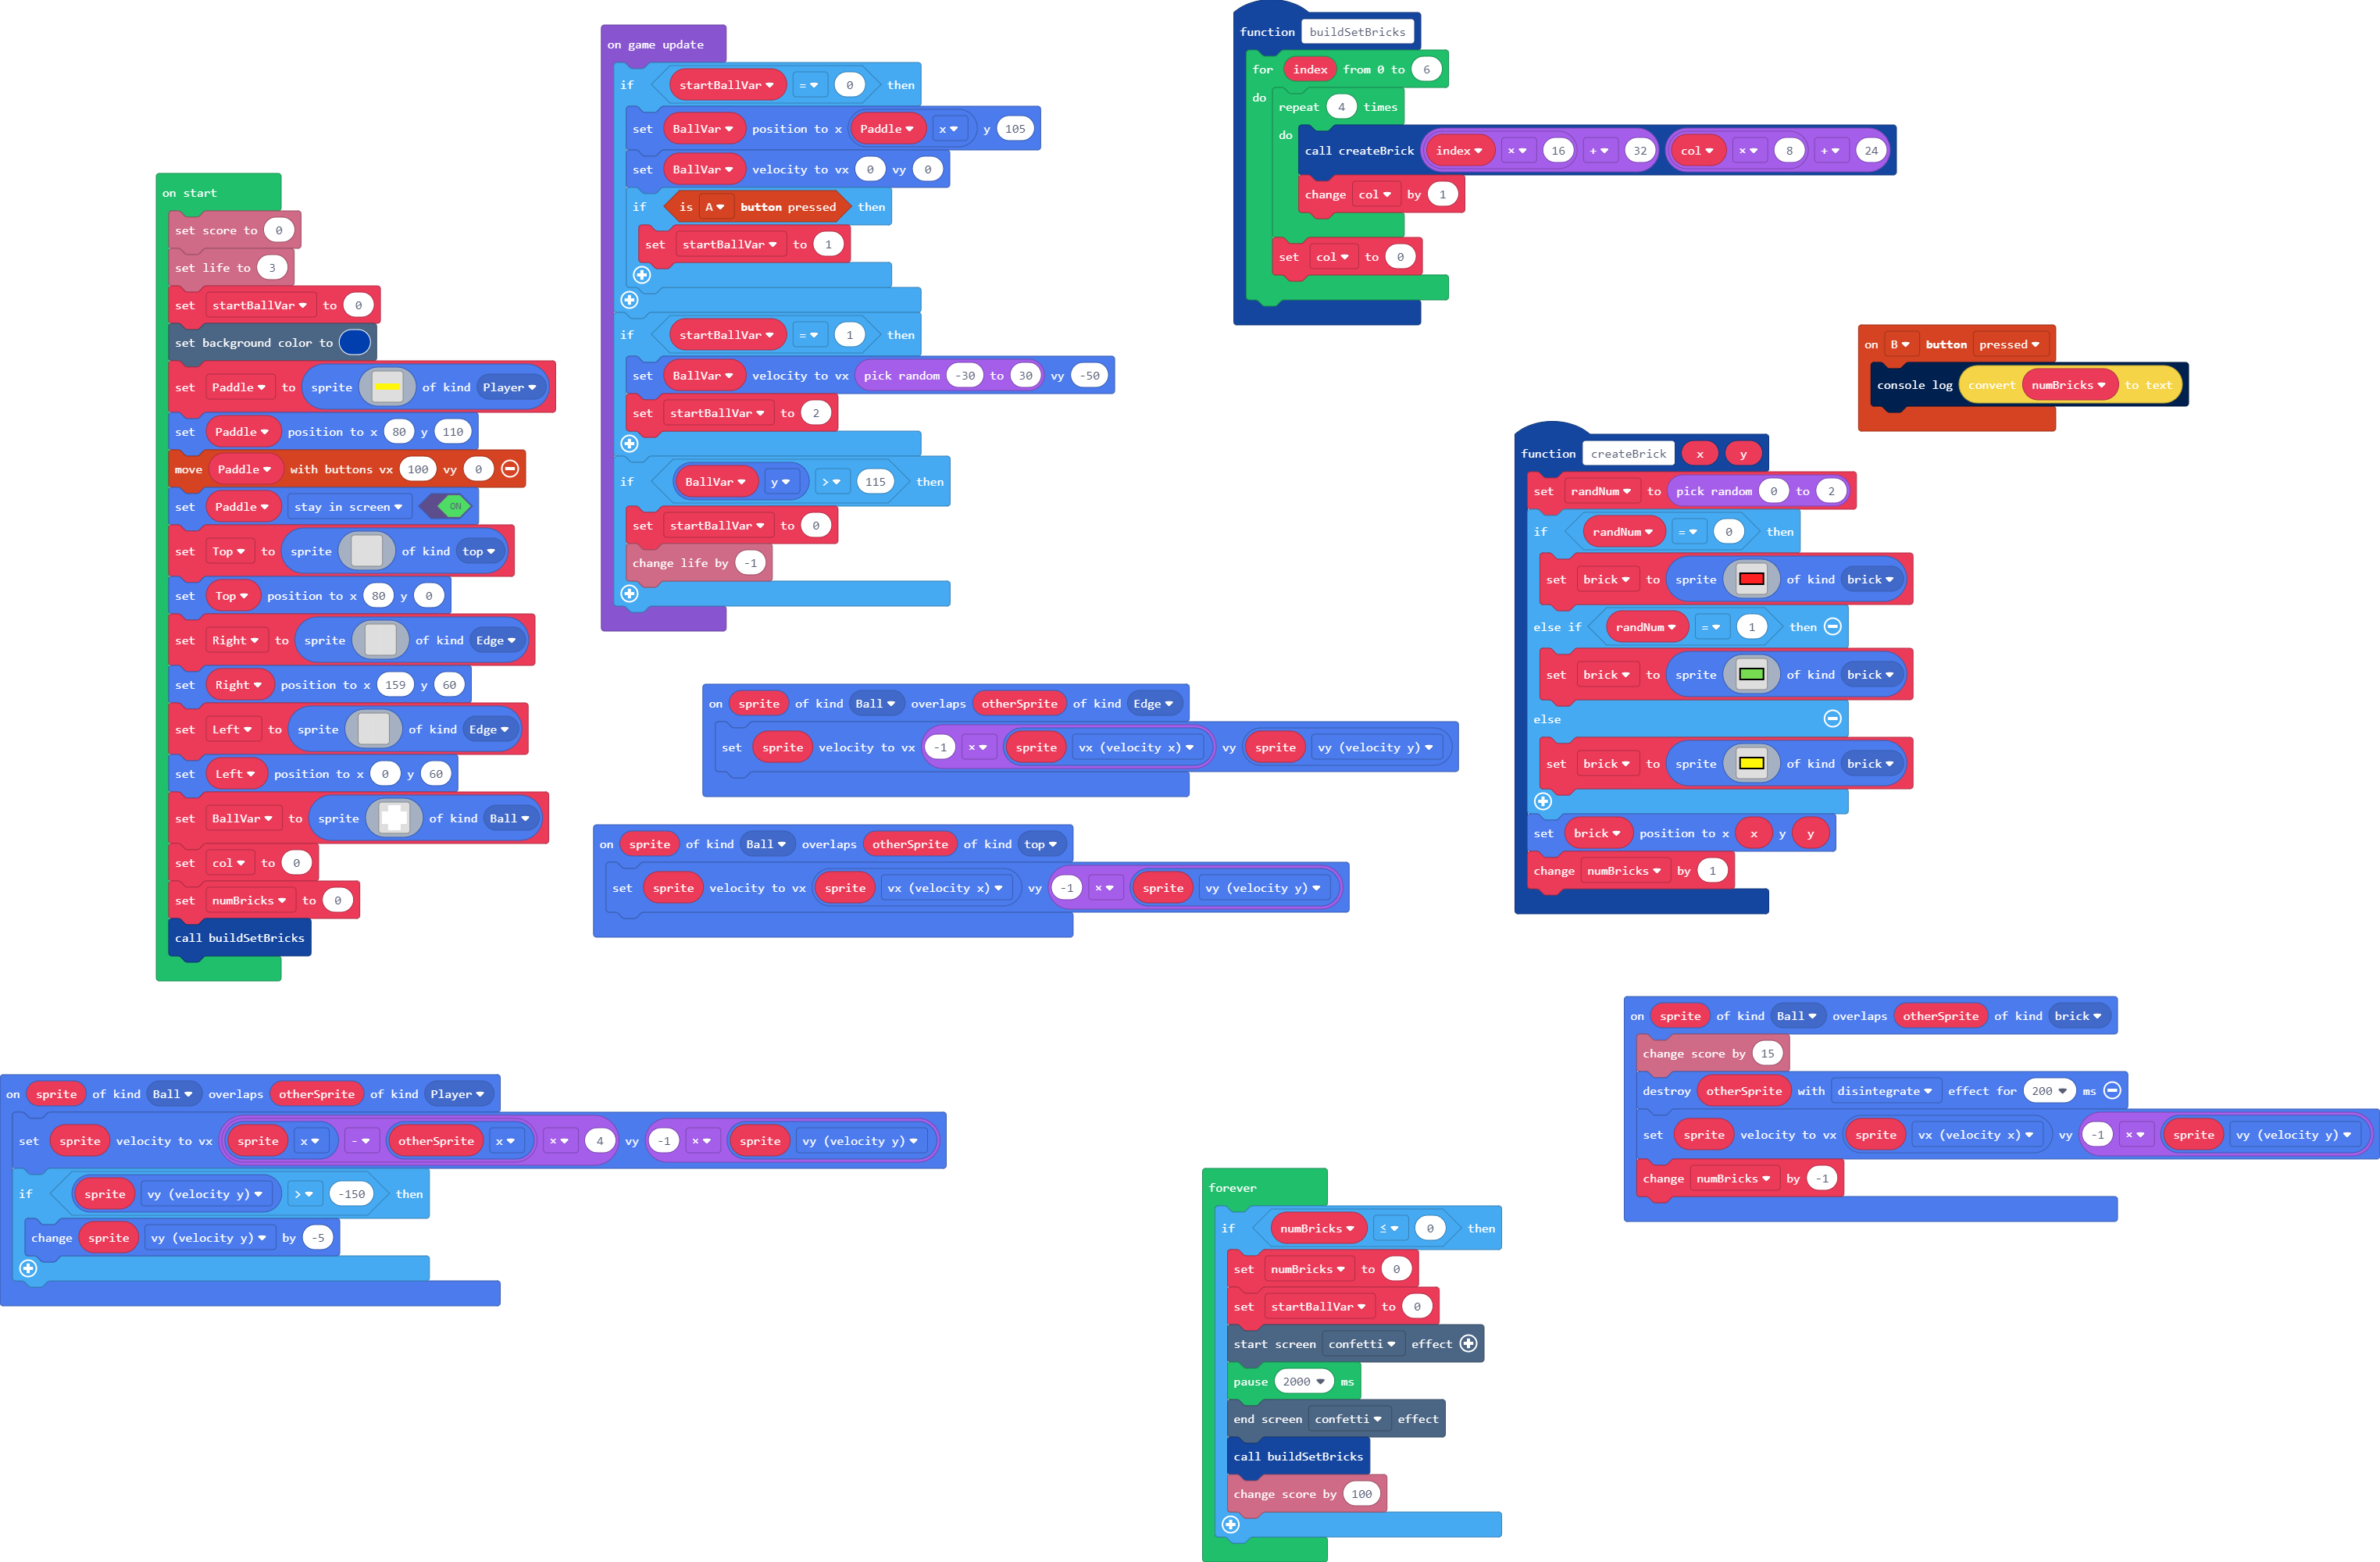 on start
set score to 0
set life to 3
set startBallVar to 0
set background color to
set Paddle to sprite of kind Player
set Paddle position to x 80 y 110
move Paddle with buttons vx 100 vy 0
set Paddle stay in screen ON
set Top to sprite of kind top
set Top position to x 80 y 0
set Right to sprite of kind Edge
set Right position to x 159 y 60
set Left to sprite of kind Edge
set Left position to x 0 y 60
set BallVar to sprite of kind Ball
set col to 0
set numBricks to 0
call buildSetBricks
on game update
if startBallVar = 0 then
set BallVar position to x Paddle x y 105
set BallVar velocity to vx 0 vy 0
if is A button pressed then
set startBallVar to 1
if startBallVar = 1 then
set BallVar velocity to vx pick random -30 to 30 vy -50
set startBallVar to 2
if BallVar y > 115 then
set startBallVar to 0
change life by -1
function buildSetBricks
for index from 0 to 6
do
repeat 4 times
do
call createBrick index × 16 + 32 col × 8 + 24
change col by 1
set col to 0
on B button pressed
console log convert numBricks to text
function createBrick x y
set randNum to pick random 0 to 2
if randNum = 0 then
set brick to sprite of kind brick
else if randNum = 1 then
set brick to sprite of kind brick
else
set brick to sprite of kind brick
set brick position to x x y y
change numBricks by 1
on sprite of kind Ball overlaps otherSprite of kind Edge
set sprite velocity to vx -1 × sprite vx (velocity x) vy sprite vy (velocity y)
on sprite of kind Ball overlaps otherSprite of kind top
set sprite velocity to vx sprite vx (velocity x) vy -1 × sprite vy (velocity y)
on sprite of kind Ball overlaps otherSprite of kind Player
set sprite velocity to vx sprite x - otherSprite x × 4 vy -1 × sprite vy (velocity y)
if sprite vy (velocity y) > -150 then
change sprite vy (velocity y) by -5
on sprite of kind Ball overlaps otherSprite of kind brick
change score by 15
destroy otherSprite with disintegrate effect for 200 ms
set sprite velocity to vx sprite vx (velocity x) vy -1 × sprite vy (velocity y)
change numBricks by -1
forever
if numBricks ≤ 0 then
set numBricks to 0
set startBallVar to 0
start screen confetti effect
pause 2000 ms
end screen confetti effect
call buildSetBricks
change score by 100